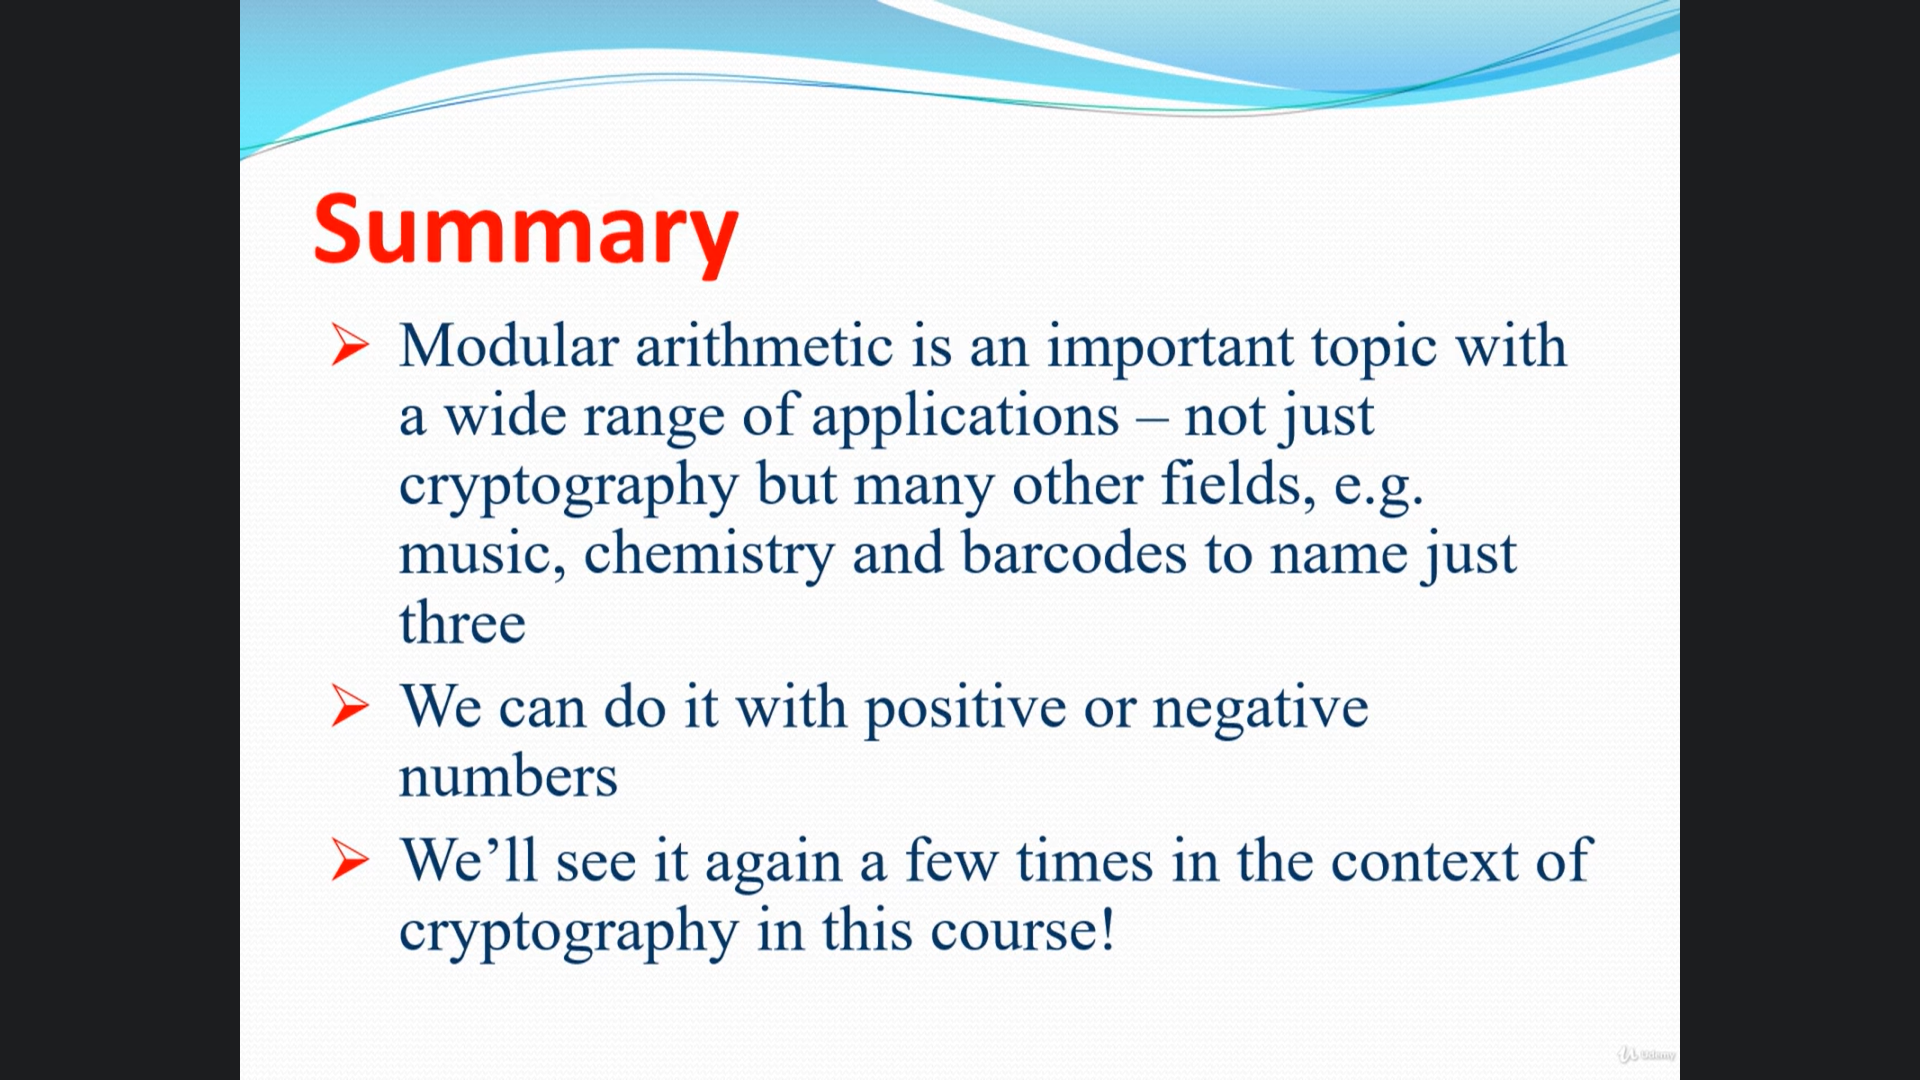 Summary
Modular arithmetic is an important topic with
a wide range of applications – not just
cryptography but many other fields, e.g.
music, chemistry and barcodes to name just
three
We can do it with positive or negative
numbers
We’ll see it again a few times in the context of
cryptography in this course!
Udemy